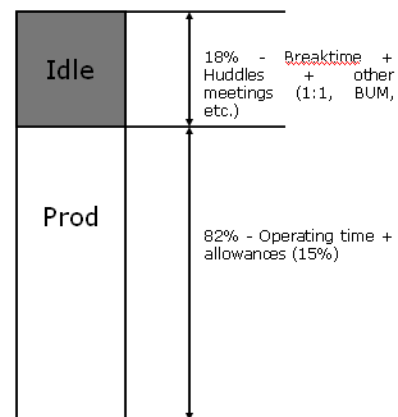 Idle
18% - Breaktime +
Huddles + other
meetings (1:1, BUM,
etc.)
Prod
82% - Operating time +
allowances (15%)